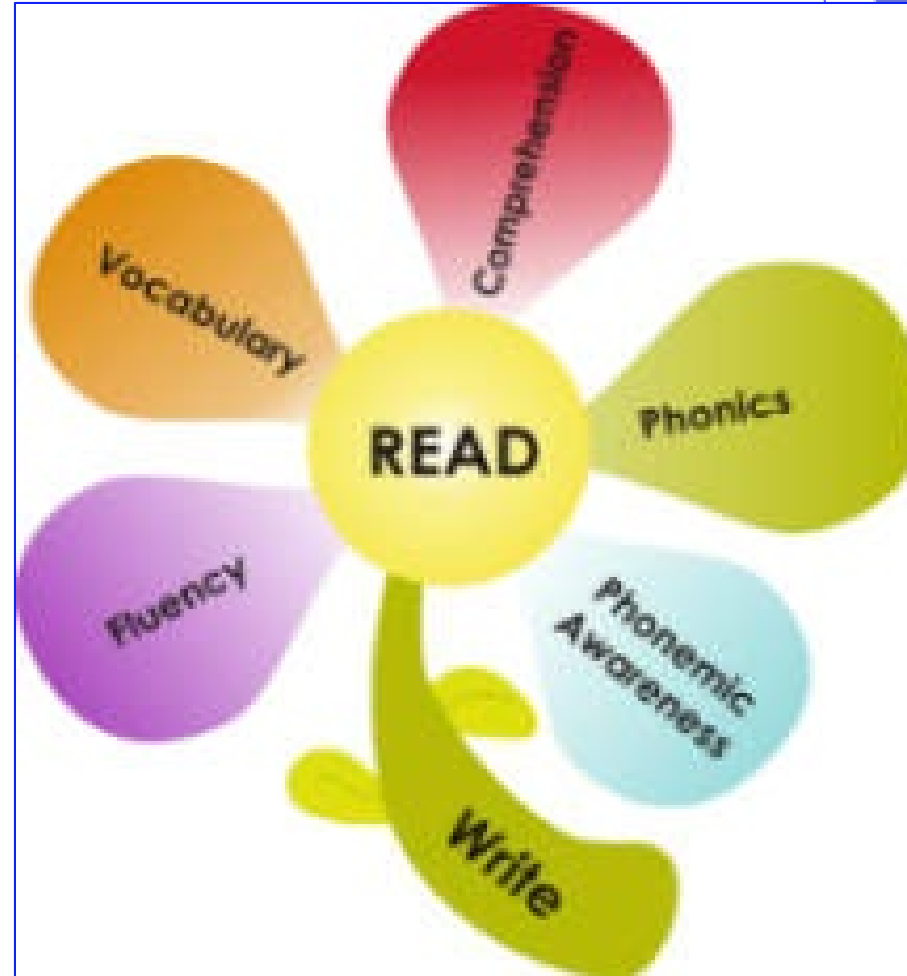 Comprehension
Vocabulary
Phonics
READ
Fluency
Phonemic
Awareness
Write